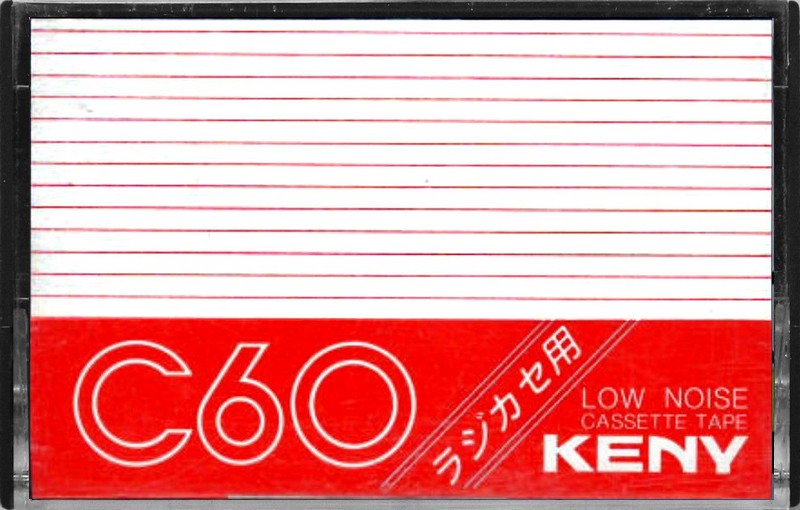 C60
ラジカセ用
LOW NOISE
CASSETTE TAPE
KENY